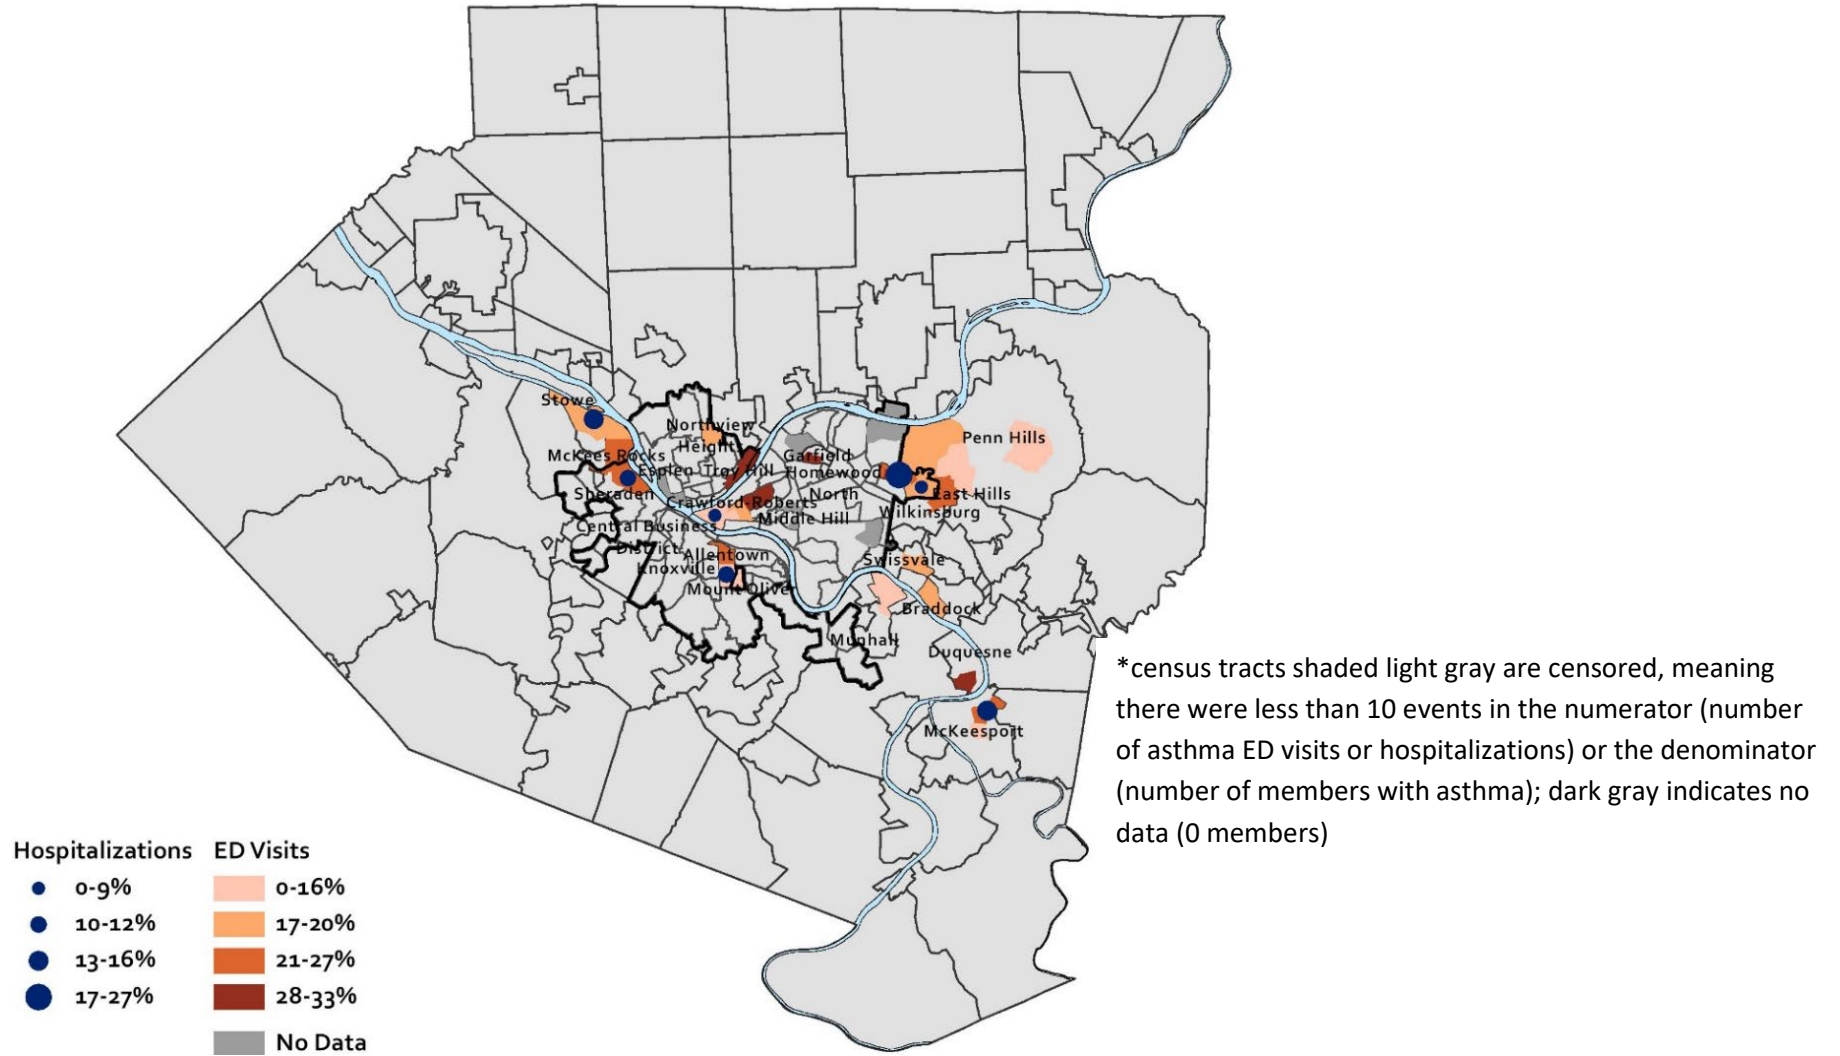 Stowe
Northview
Heights
Penn Hills
McKees Rocks
Garfield
Esplen
Troy Hill
Homewood
North
Sheraden
East Hills
Crawford-Roberts
Wilkinsburg
Middle Hill
Central Business
District
Allentown
Swissvale
Knoxville
Mount Oliver
Braddock
Munhall
Duquesne
McKeesport
*census tracts shaded light gray are censored, meaning
there were less than 10 events in the numerator (number
of asthma ED visits or hospitalizations) or the denominator
(number of members with asthma); dark gray indicates no
data (0 members)
Hospitalizations
0-9%
10-12%
13-16%
17-27%
ED Visits
0-16%
17-20%
21-27%
28-33%
No Data